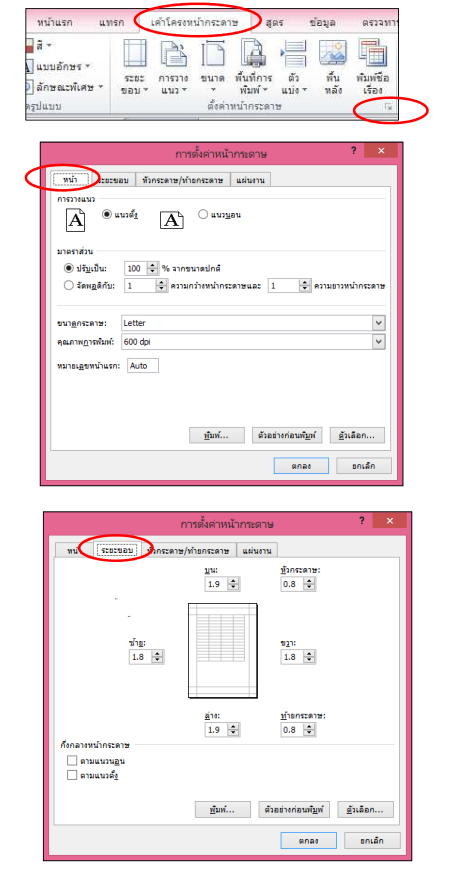 หน้าแรก แทรก เค้าโครงหน้ากระดาษ สูตร ข้อมูล ตรวจทาน
สี
แบบอักษร
ลักษณะพิเศษ
ระยะขอบ การวางแนว ขนาด พื้นที่การพิมพ์ ตัวแบ่ง พื้นหลัง พิมพ์ชื่อเรื่อง
ตั้งค่าหน้ากระดาษ
การตั้งค่าหน้ากระดาษ ? ×
หน้า ระยะขอบ หัวกระดาษ/ท้ายกระดาษ แผ่นงาน
การวางแนว
A แนวตั้ง A แนวนอน
มาตราส่วน
ปรับเป็น: 100 % จากขนาดปกติ
จัดพอดีกับ: 1 ความกว้างหน้ากระดาษและ 1 ความยาวหน้ากระดาษ
ขนาดกระดาษ: Letter
คุณภาพการพิมพ์: 600 dpi
หมายเลขหน้าแรก: Auto
พิมพ์... ตัวอย่างก่อนพิมพ์ ตัวเลือก...
ตกลง ยกเลิก
การตั้งค่าหน้ากระดาษ ? ×
หน้า ระยะขอบ หัวกระดาษ/ท้ายกระดาษ แผ่นงาน
บน: หัวกระดาษ:
1.9 0.8
ซ้าย: ขวา:
1.8 1.8
ล่าง: ท้ายกระดาษ:
1.9 0.8
กึ่งกลางหน้ากระดาษ
ตามแนวนอน
ตามแนวตั้ง
พิมพ์... ตัวอย่างก่อนพิมพ์ ตัวเลือก...
ตกลง ยกเลิก